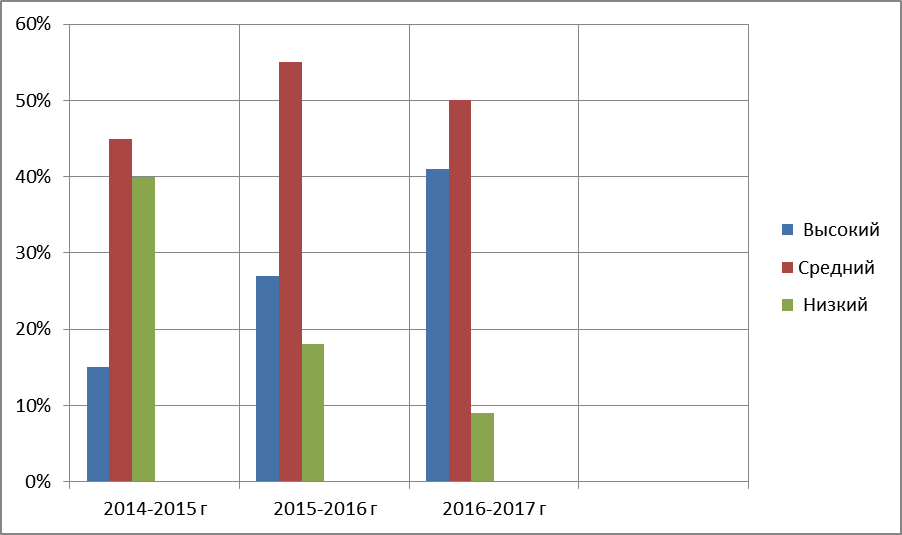 60%
50%
40%
30%
20%
10%
0%
2014-2015 г
2015-2016 г
2016-2017 г
Высокий
Средний
Низкий